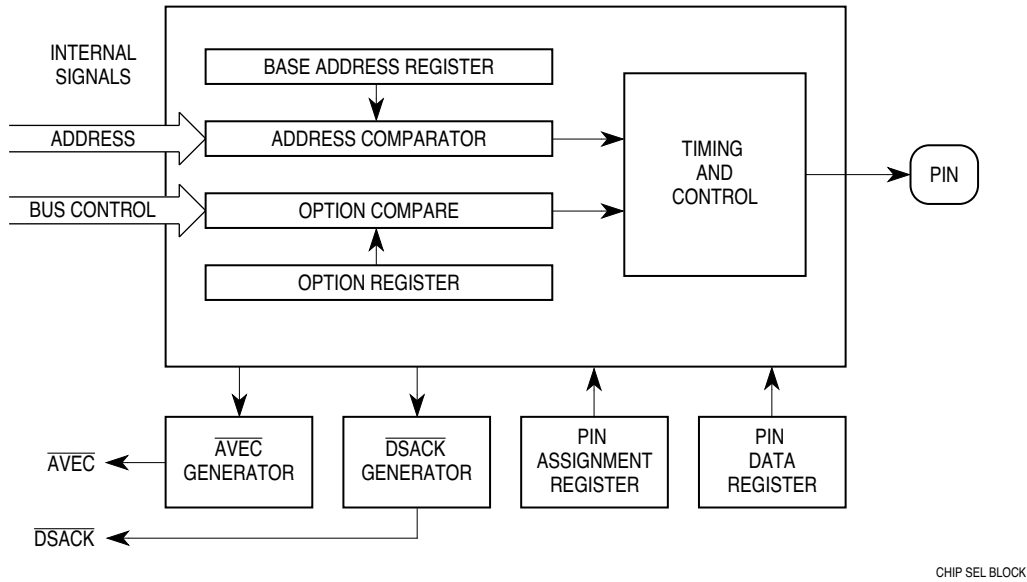 INTERNAL
SIGNALS
BASE ADDRESS REGISTER
ADDRESS
ADDRESS COMPARATOR
TIMING
AND
CONTROL
PIN
BUS CONTROL
OPTION COMPARE
OPTION REGISTER
AVEC
GENERATOR
DSACK
GENERATOR
PIN
ASSIGNMENT
REGISTER
PIN
DATA
REGISTER
AVEC
DSACK
CHIP SEL BLOCK